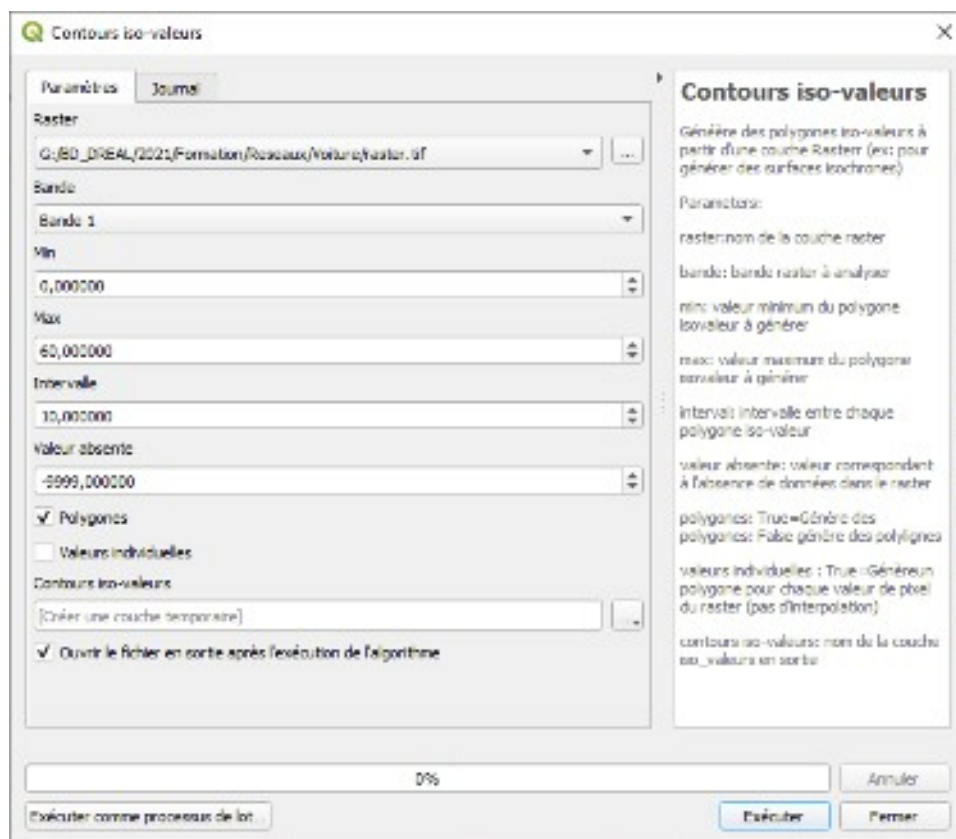 Contours iso-valeurs
Paramètres
Journal
Raster
G:/BD_DREAL/2021/Formation/Reseaux/Voiture/raster.tif
...
Bande
Bande 1
Min
0,000000
Max
60,000000
Intervalle
10,000000
Valeur absente
-9999,000000
Polygones
Valeurs individuelles
Contours iso-valeurs
[Créer une couche temporaire]
...
Ouvrir le fichier en sortie après l'exécution de l'algorithme
Contours iso-valeurs
Génèère des polygones iso-valeurs à
partir d'une couche Rasterr (ex: pour
générer des surfaces isochrones)
Parameters:
raster:nom de la couche raster
bande: bande raster à analyser
min: valeur minimum du polygone
isovaleur à générer
max: valeur maximum du polygone
isovaleur à générer
interval: intervalle entre chaque
polygone iso-valeur
valeur absente: valeur correspondant
à l'absence de données dans le raster
polygones: True=Génère des
polygones: False génère des polylignes
valeurs individuelles : True=Génèreun
polygone pour chaque valeur de pixel
du raster (pas d'interpolation)
contours iso-valeurs: nom de la couche
iso_valeurs en sortie
0%
Annuler
Exécuter comme processus de lot...
Exécuter
Fermer